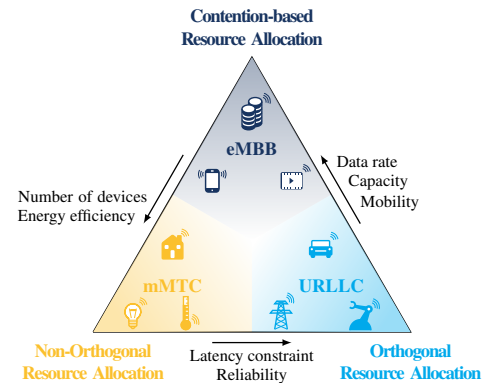 Contention-based
Resource Allocation
eMBB
Data rate
Capacity
Mobility
Number of devices
Energy efficiency
mMTC
URLLC
Non-Orthogonal
Resource Allocation
Latency constraint
Reliability
Orthogonal
Resource Allocation